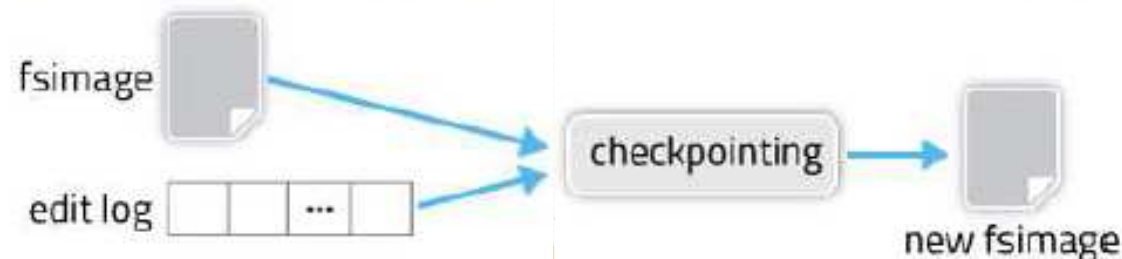 fsimage
edit log
...
checkpointing
new fsimage